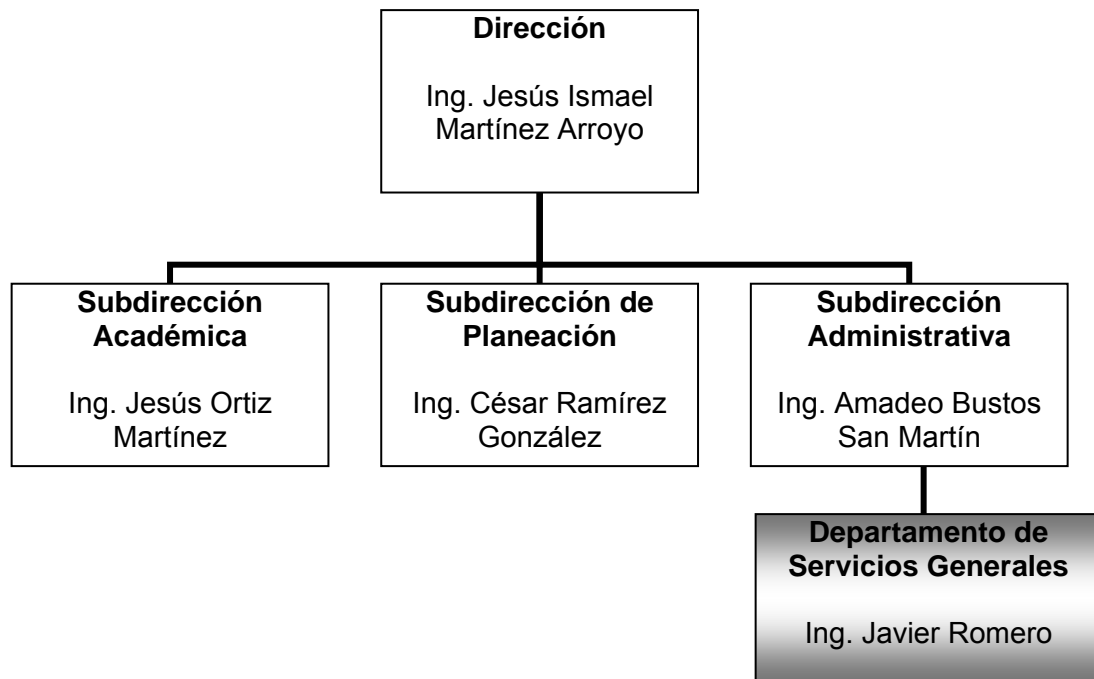 Dirección
Ing. Jesús Ismael
Martínez Arroyo
Subdirección
Académica
Ing. Jesús Ortiz
Martínez
Subdirección de
Planeación
Ing. César Ramírez
González
Subdirección
Administrativa
Ing. Amadeo Bustos
San Martín
Departamento de
Servicios Generales
Ing. Javier Romero